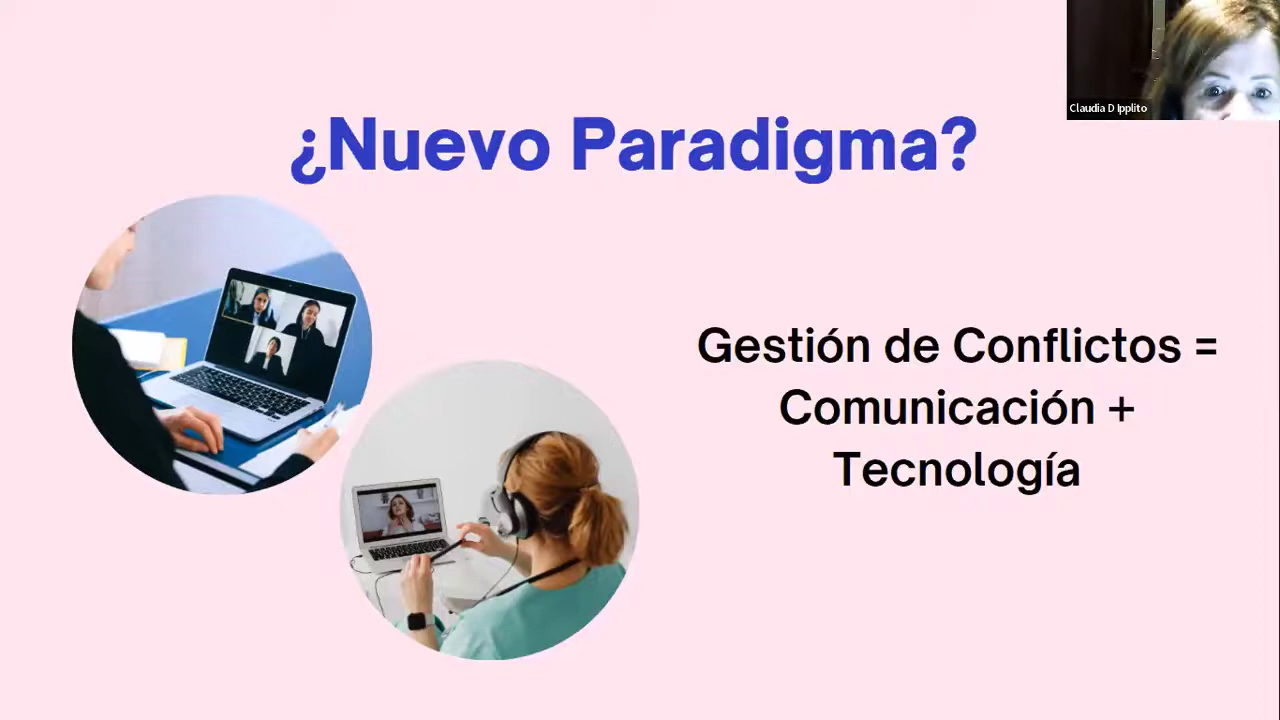 Claudia D Ipplito
¿Nuevo Paradigma?
Gestión de Conflictos =
Comunicación +
Tecnología